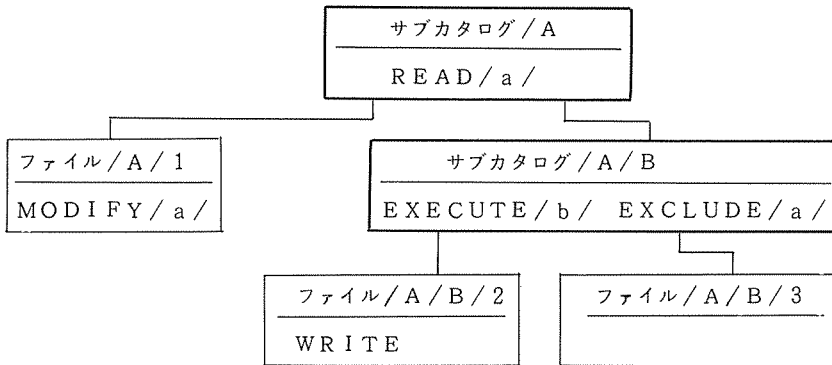 サブカタログ/A
READ/a/
ファイル/A/1
MODIFY/a/
サブカタログ/A/B
EXECUTE/b/ EXCLUDE/a/
ファイル/A/B/2
WRITE
ファイル/A/B/3